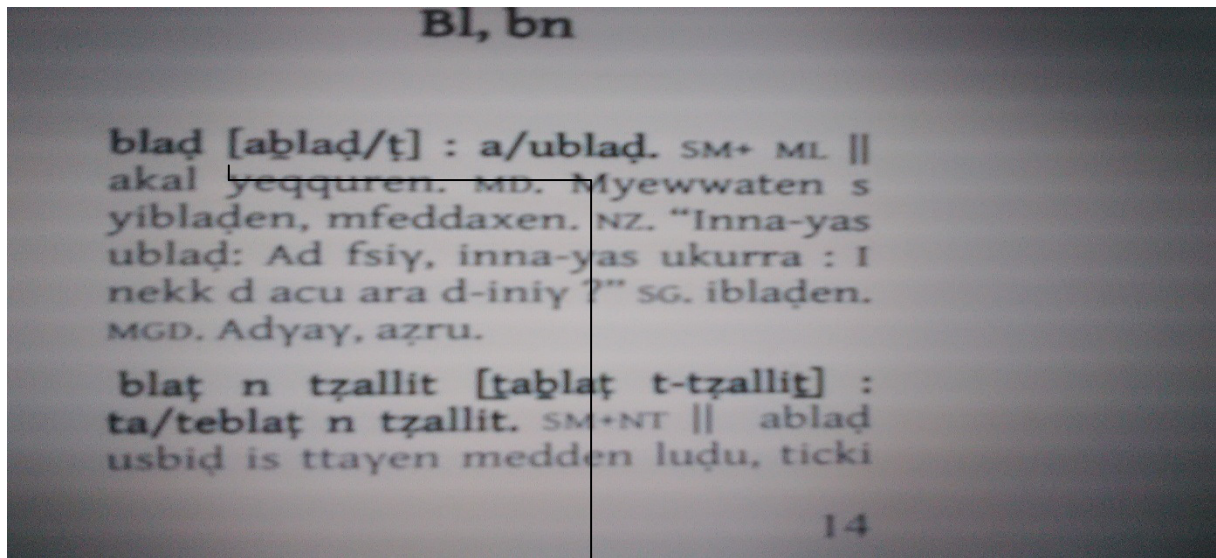 Bl, bn
blaḍ [aḇlaḍ/ṭ] : a/ublaḍ. SM+ ML ||
akal yeqquren. MD. Myewwaten s
yiblaḍen, mfeddaxen. NZ. “Inna-yas
ublaḍ: Ad fsiɣ, inna-yas ukurra : I
nekk d acu ara d-iniɣ ?” SG. iblaḍen.
MGD. Adɣaɣ, aẓru.
blaṭ n tẓallit [ṯaḇlaṭ t-tẓalliṯ] :
ta/teblaṭ n tẓallit. SM+NT || ablaḍ
usbiḍ is ttaɣen medden luḍu, ticki
14